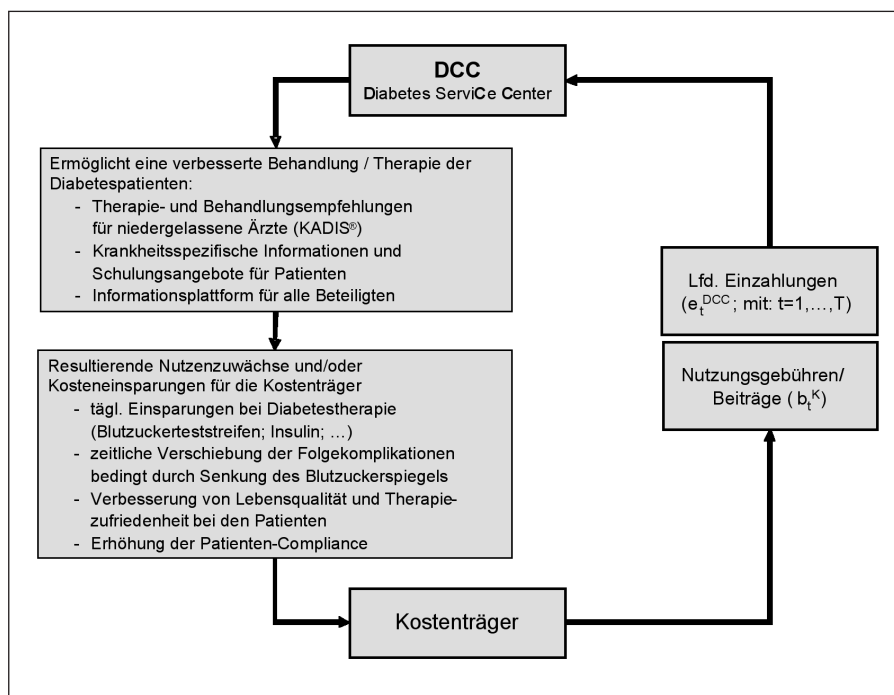 DCC
Diabetes ServiCe Center
Ermöglicht eine verbesserte Behandlung / Therapie der
Diabetespatienten:
- Therapie- und Behandlungsempfehlungen
für niedergelassene Ärzte (KADIS®)
- Krankheitsspezifische Informationen und
Schulungsangebote für Patienten
- Informationsplattform für alle Beteiligten
Resultierende Nutzenzuwächse und/oder
Kosteneinsparungen für die Kostenträger
- tägl. Einsparungen bei Diabetestherapie
(Blutzuckerteststreifen; Insulin; …)
- zeitliche Verschiebung der Folgekomplikationen
bedingt durch Senkung des Blutzuckerspiegels
- Verbesserung von Lebensqualität und Therapie-
zufriedenheit bei den Patienten
- Erhöhung der Patienten-Compliance
Kostenträger
Lfd. Einzahlungen
(e_t^DCC; mit: t=1,…,T)
Nutzungsgebühren/
Beiträge (b_t^K)